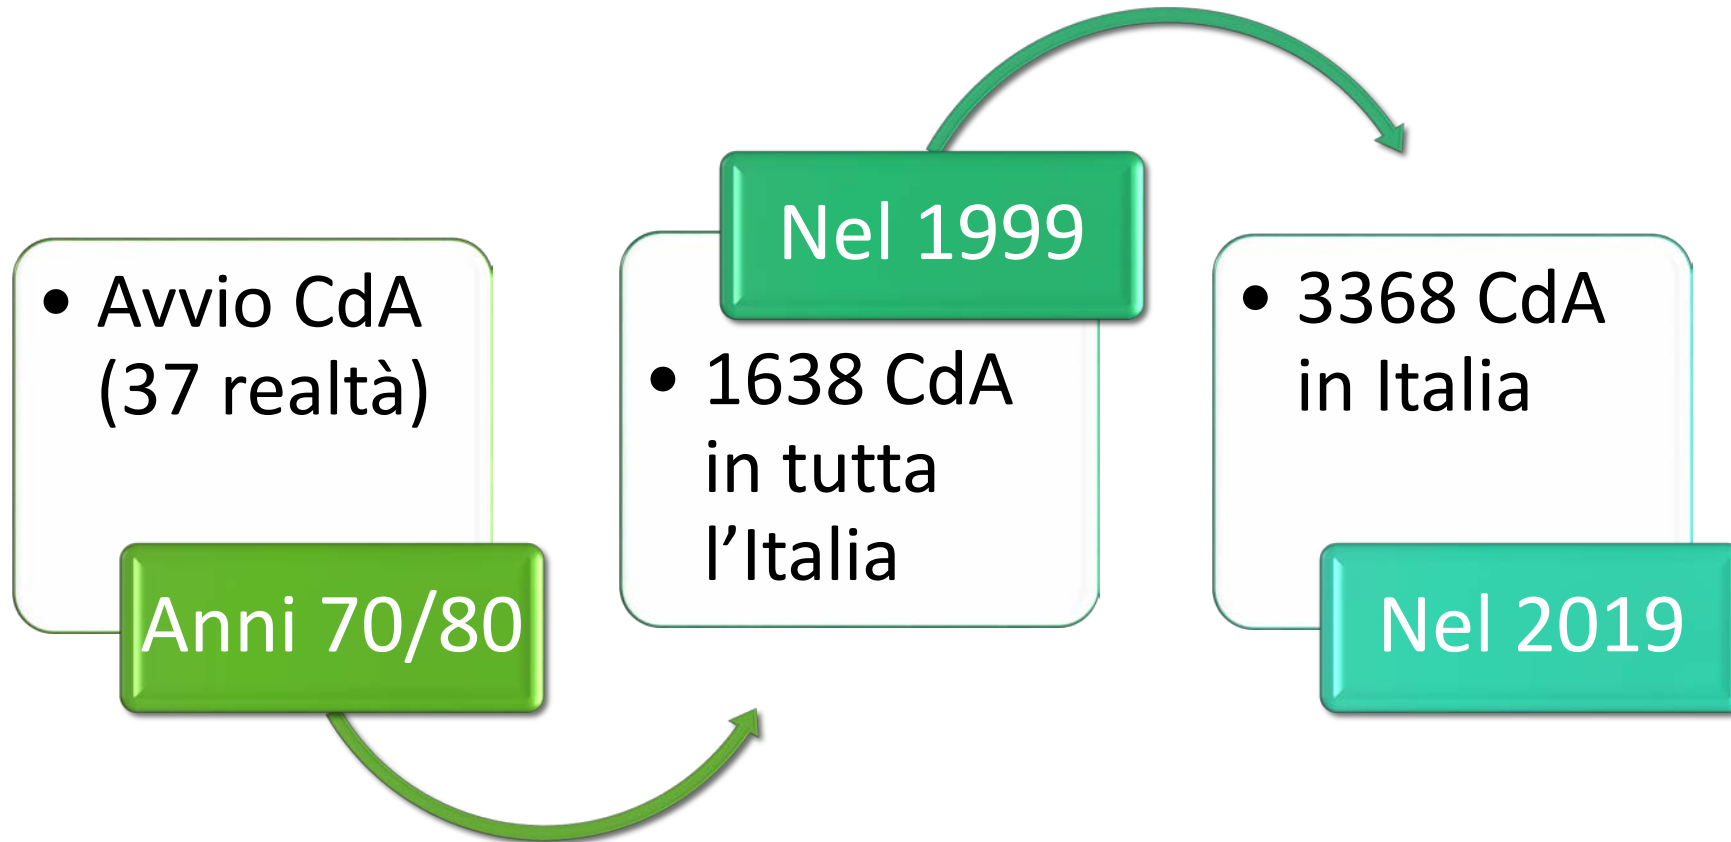 • Avvio CdA
(37 realtà)
Anni 70/80
Nel 1999
• 1638 CdA
in tutta
l’Italia
• 3368 CdA
in Italia
Nel 2019